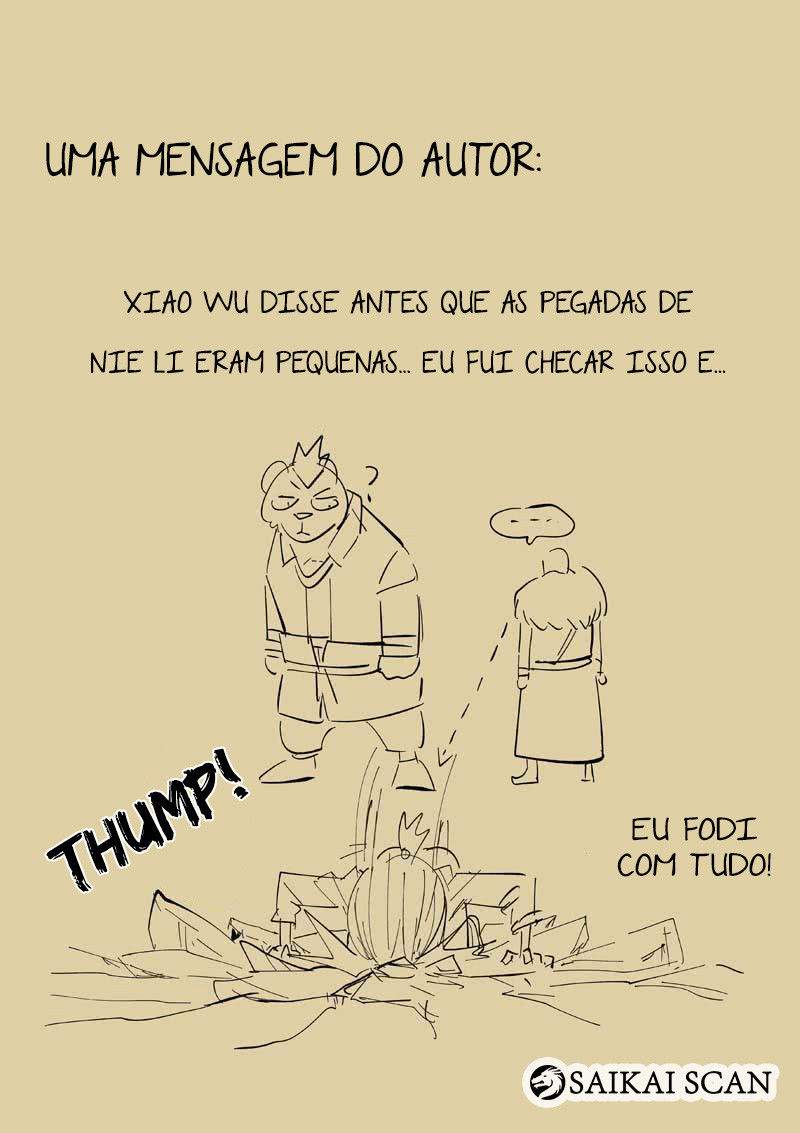 UMA MENSAGEM DO AUTOR:
XIAO WU DISSE ANTES QUE AS PEGADAS DE
NIE LI ERAM PEQUENAS... EU FUI CHECAR ISSO E...
?
- - -
THUMP!
EU FODI
COM TUDO!
SAIKAI SCAN